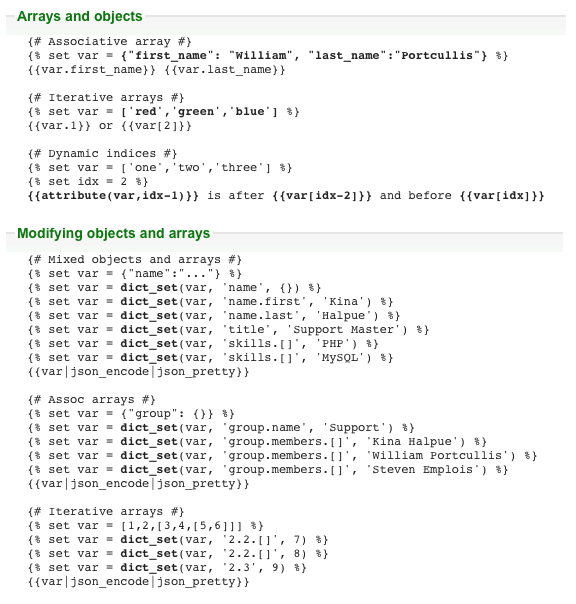 Arrays and objects
{# Associative array #}
{% set var = {"first_name": "William", "last_name":"Portcullis"} %}
{{var.first_name}} {{var.last_name}}
{# Iterative arrays #}
{% set var = ['red','green','blue'] %}
{{var.1}} or {{var[2]}}
{# Dynamic indices #}
{% set var = ['one','two','three'] %}
{% set idx = 2 %}
{{attribute(var,idx-1)}} is after {{var[idx-2]}} and before {{var[idx]}}
Modifying objects and arrays
{# Mixed objects and arrays #}
{% set var = {"name":"..."} %}
{% set var = dict_set(var, 'name', {}) %}
{% set var = dict_set(var, 'name.first', 'Kina') %}
{% set var = dict_set(var, 'name.last', 'Halpue') %}
{% set var = dict_set(var, 'title', 'Support Master') %}
{% set var = dict_set(var, 'skills.[]', 'PHP') %}
{% set var = dict_set(var, 'skills.[]', 'MySQL') %}
{{var|json_encode|json_pretty}}
{# Assoc arrays #}
{% set var = {"group": {}} %}
{% set var = dict_set(var, 'group.name', 'Support') %}
{% set var = dict_set(var, 'group.members.[]', 'Kina Halpue') %}
{% set var = dict_set(var, 'group.members.[]', 'William Portcullis') %}
{% set var = dict_set(var, 'group.members.[]', 'Steven Emplois') %}
{{var|json_encode|json_pretty}}
{# Iterative arrays #}
{% set var = [1,2,[3,4,[5,6]]] %}
{% set var = dict_set(var, '2.2.[]', 7) %}
{% set var = dict_set(var, '2.2.[]', 8) %}
{% set var = dict_set(var, '2.3', 9) %}
{{var|json_encode|json_pretty}}